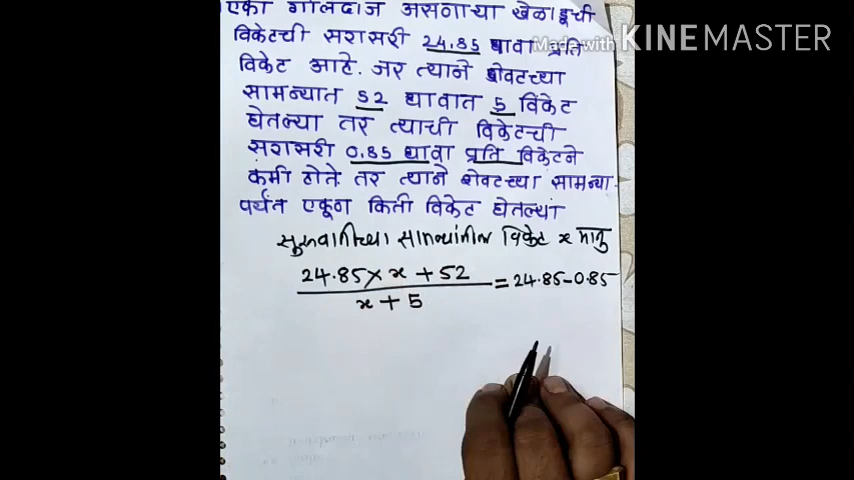 एका गोलंदाज असणाऱ्या खेळाडूची
विकेटची सरासरी 24.85 धावा प्रति
विकेट आहे. जर त्याने शेवटच्या
सामन्यात 52 धावात 5 विकेट
घेतल्या तर त्याची विकेटची
सरासरी 0.85 धावा प्रति विकेटने
कमी होते. तर त्याने शेवटच्या सामन्या-
पर्यंत एकूण किती विकेट घेतल्या
सुरुवातीच्या सामन्यांतील विकेट x मानु
24.85 × x + 52
= 24.85-0.85
x + 5
Made with KINEMASTER